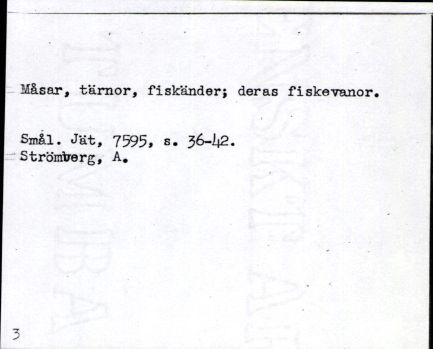 Måsar, tärnor, fiskänder; deras fiskevanor.
Smål. Jät, 7595, s. 36-42.
Strömberg, A.
3